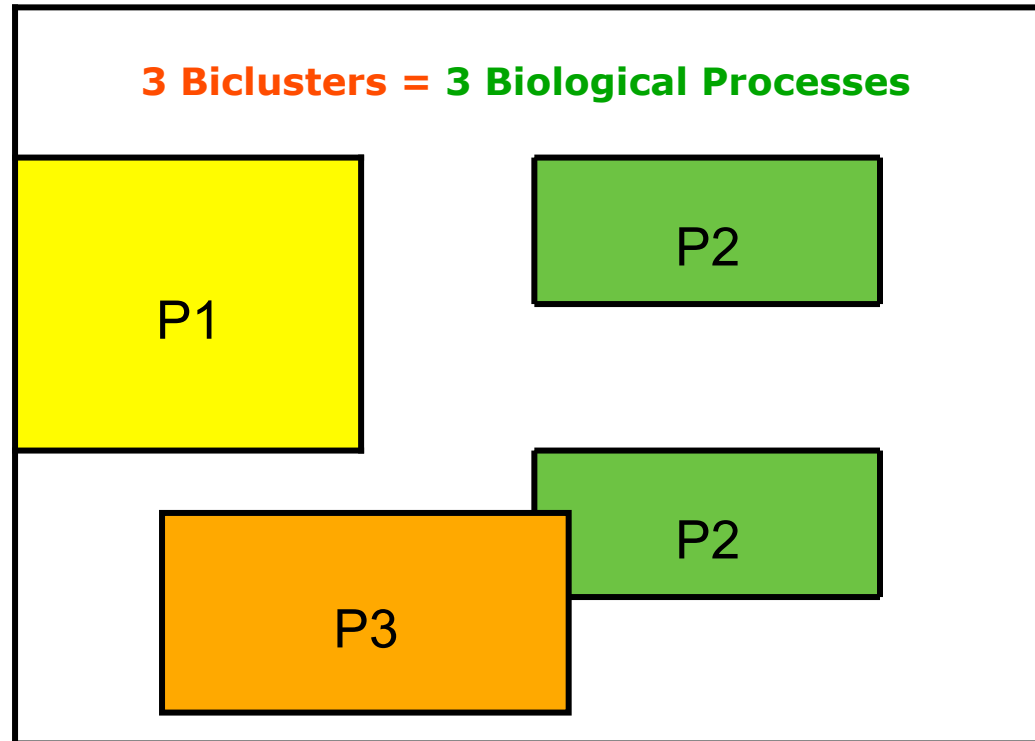 3 Biclusters = 3 Biological Processes
P2
P1
P2
P3